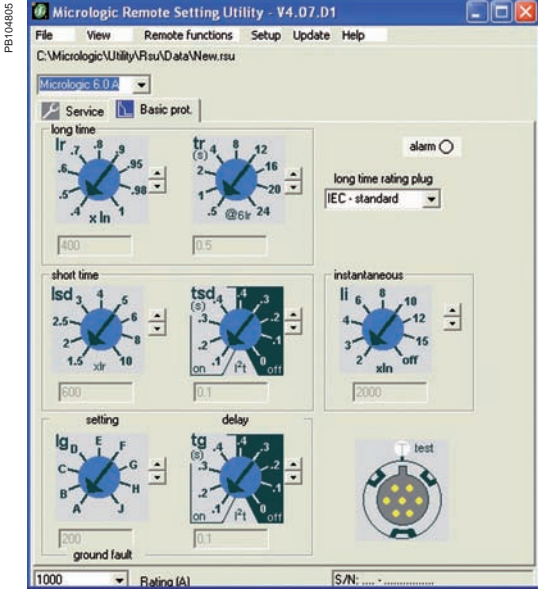 PB104805
Micrologic Remote Setting Utility - V4.07.D1
File View Remote functions Setup Update Help
C:\Micrologic\Utility\Rsu\Data\New.rsu
Micrologic 6.0 A
Service Basic prot.
long time
Ir .4 .5 .6 .7 .8 .9 .95 .98 1 x In
400
tr (s) .5 1 2 4 8 12 16 20 24 @6Ir
0.5
alarm
long time rating plug
IEC - standard
short time
Isd 1.5 2 2.5 3 4 5 6 8 10 xIr
600
tsd (s) .1 .2 .3 .4 .4 .3 .2 .1 0 on I²t off
0.1
instantaneous
Ii 2 3 4 6 8 10 12 15 off xIn
2000
setting delay
Ig A B C D E F G H J
200
tg (s) .1 .2 .3 .4 .4 .3 .2 .1 0 on I²t off
0.1
ground fault
T test
1000 Rating (A)
S/N: .... - ................